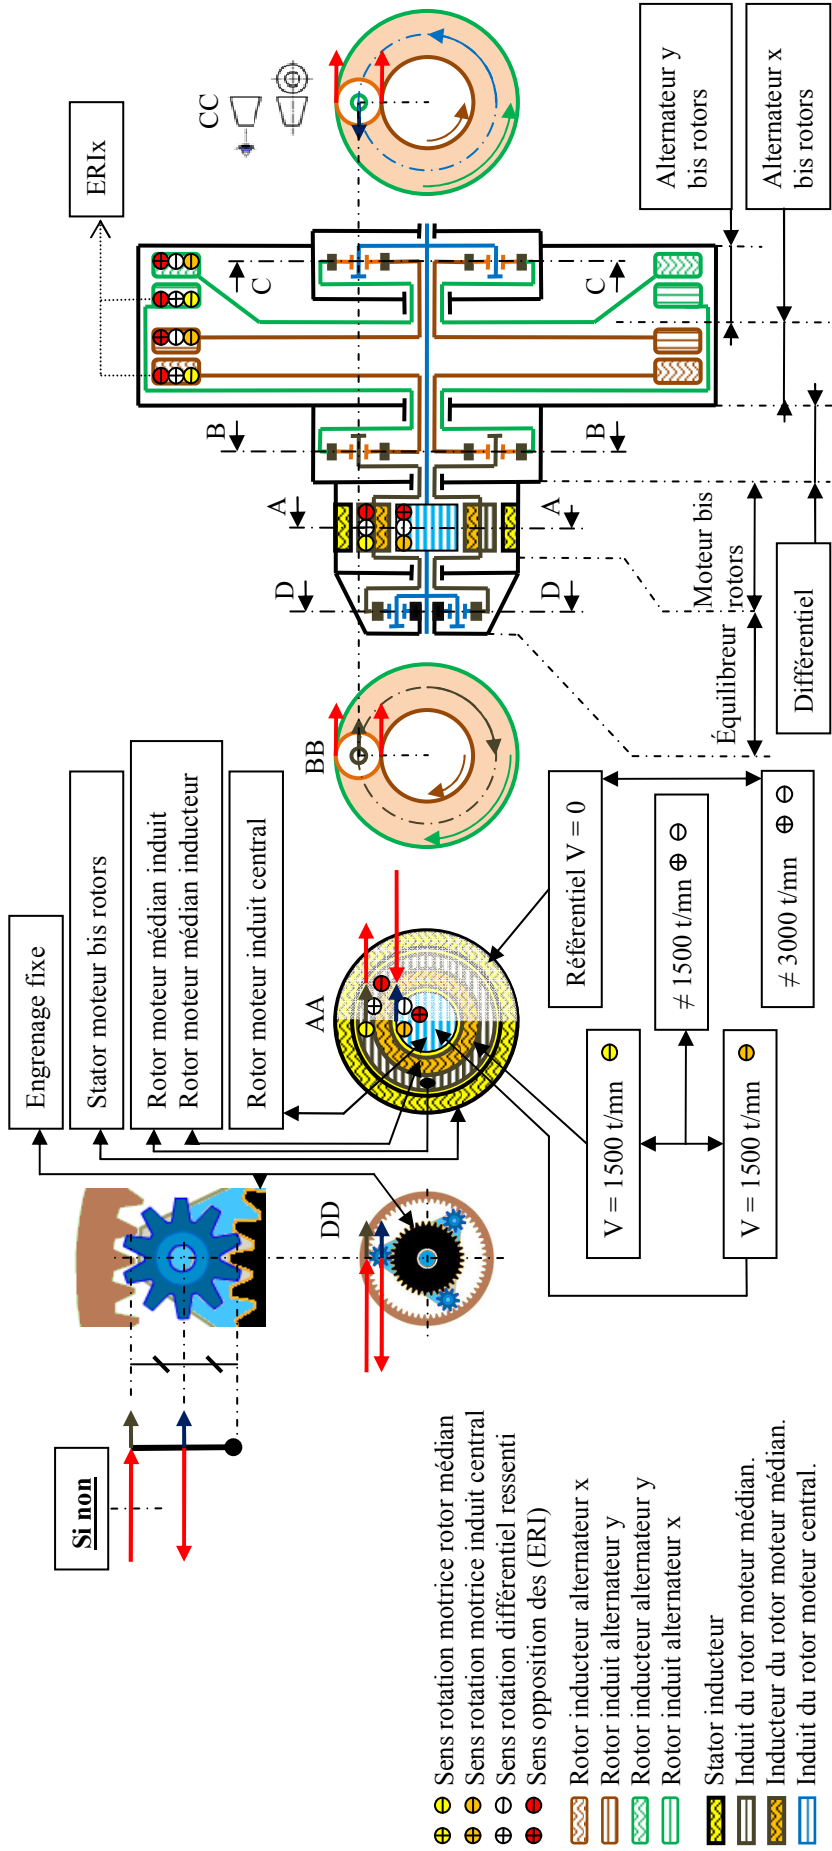 Si non
Engrenage fixe
Stator moteur bis rotors
Rotor moteur médian induit
Rotor moteur médian inducteur
Rotor moteur induit central
DD
AA
BB
CC
ERIx
D
A
B
C
D
A
B
C
Équilibreur
Moteur bis
rotors
Différentiel
Alternateur y
bis rotors
Alternateur x
bis rotors
V = 1500 t/mn
V = 1500 t/mn
Référentiel V = 0
≠ 1500 t/mn
≠ 3000 t/mn
Sens rotation motrice rotor médian
Sens rotation motrice induit central
Sens rotation différentiel ressenti
Sens opposition des (ERI)
Rotor inducteur alternateur x
Rotor induit alternateur y
Rotor inducteur alternateur y
Rotor induit alternateur x
Stator inducteur
Induit du rotor moteur médian.
Inducteur du rotor moteur médian.
Induit du rotor moteur central.